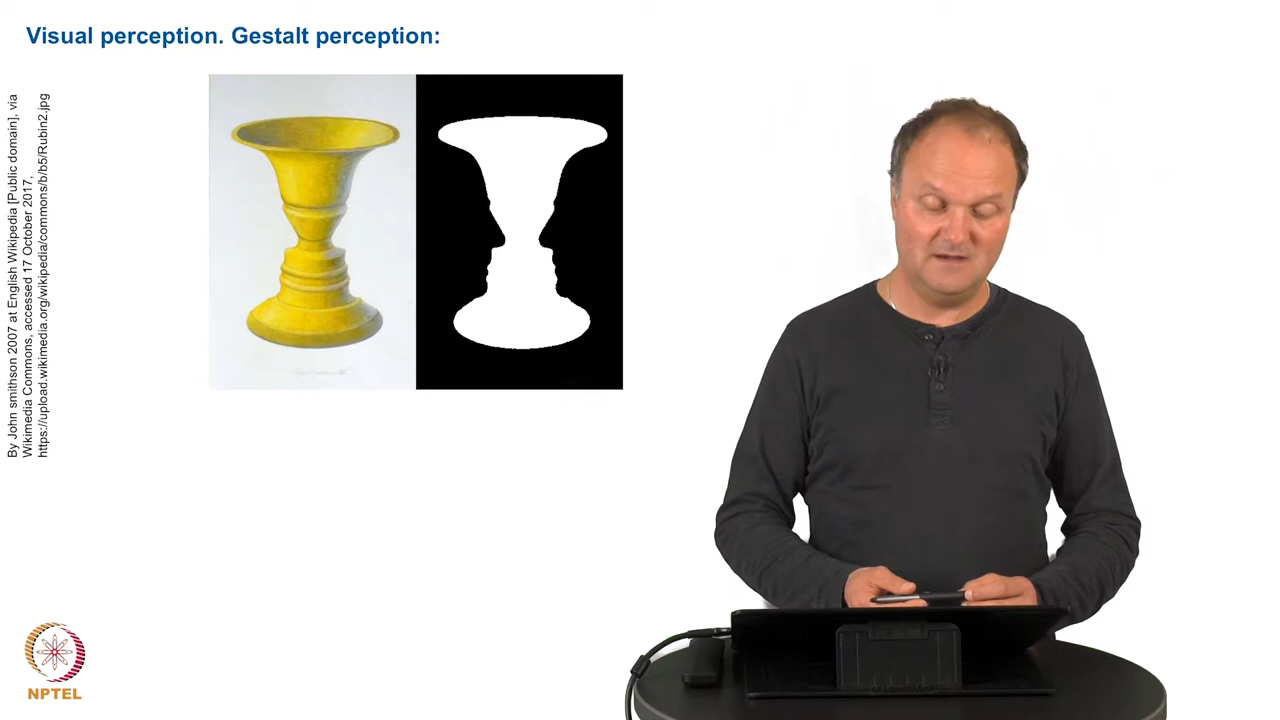 Visual perception. Gestalt perception:
By John smithson 2007 at English Wikipedia [Public domain], via
Wikimedia Commons, accessed 17 October 2017,
https://upload.wikimedia.org/wikipedia/commons/b/b5/Rubin2.jpg
NPTEL